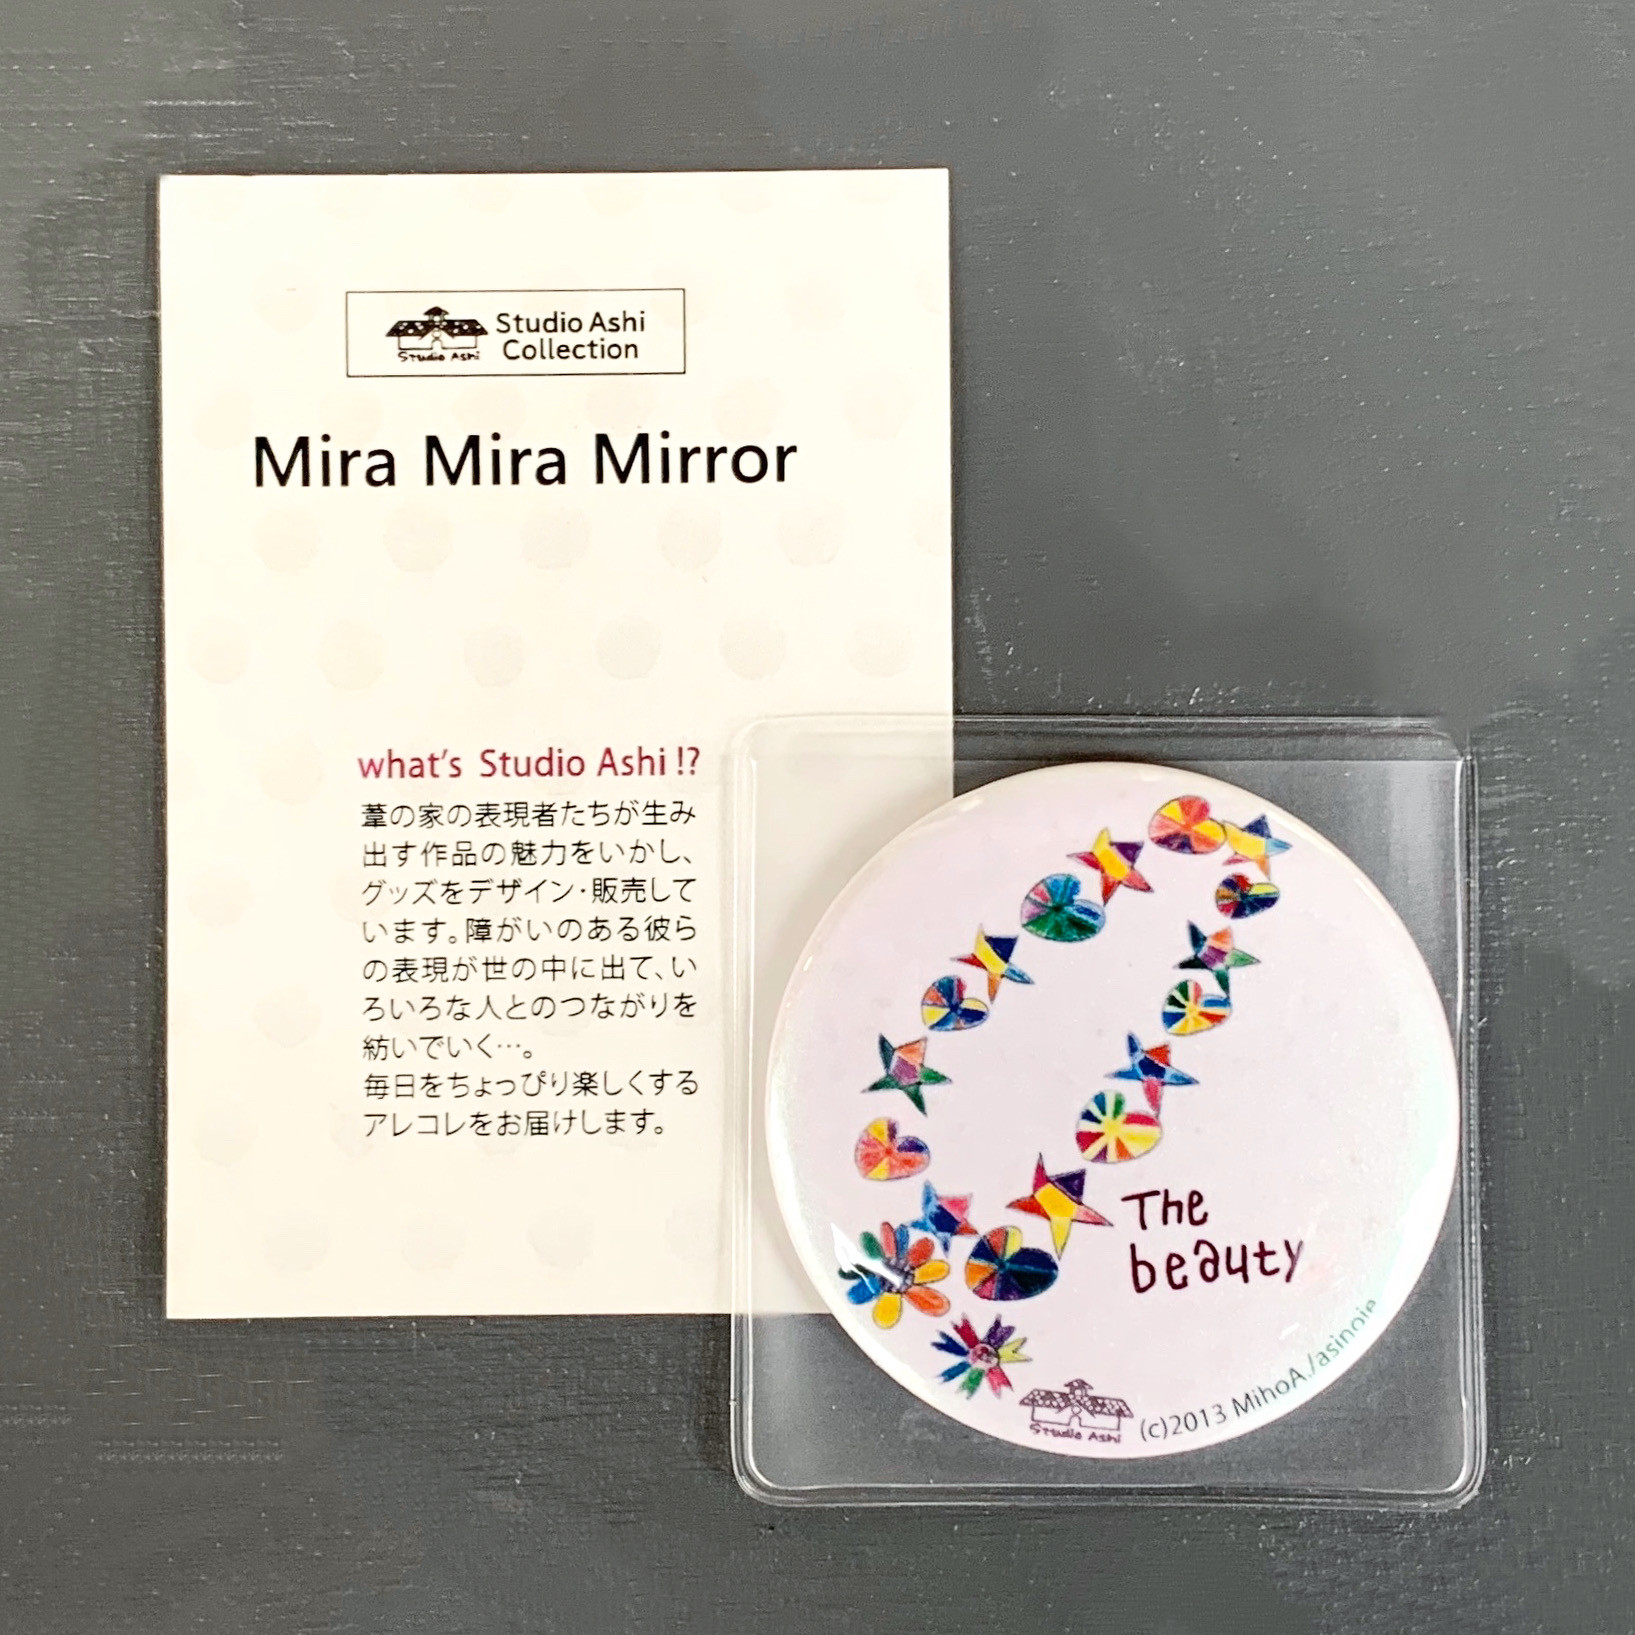 Studio Ashi
Studio Ashi
Collection
Mira Mira Mirror
what's Studio Ashi !?
葦の家の表現者たちが生み
出す作品の魅力をいかし、
グッズをデザイン・販売して
います。障がいのある彼ら
の表現が世の中に出て、い
ろいろな人とのつながりを
紡いでいく…。
毎日をちょっぴり楽しくする
アレコレをお届けします。
The
beauty
Studio Ashi
(c)2013 MihoA./asinoie